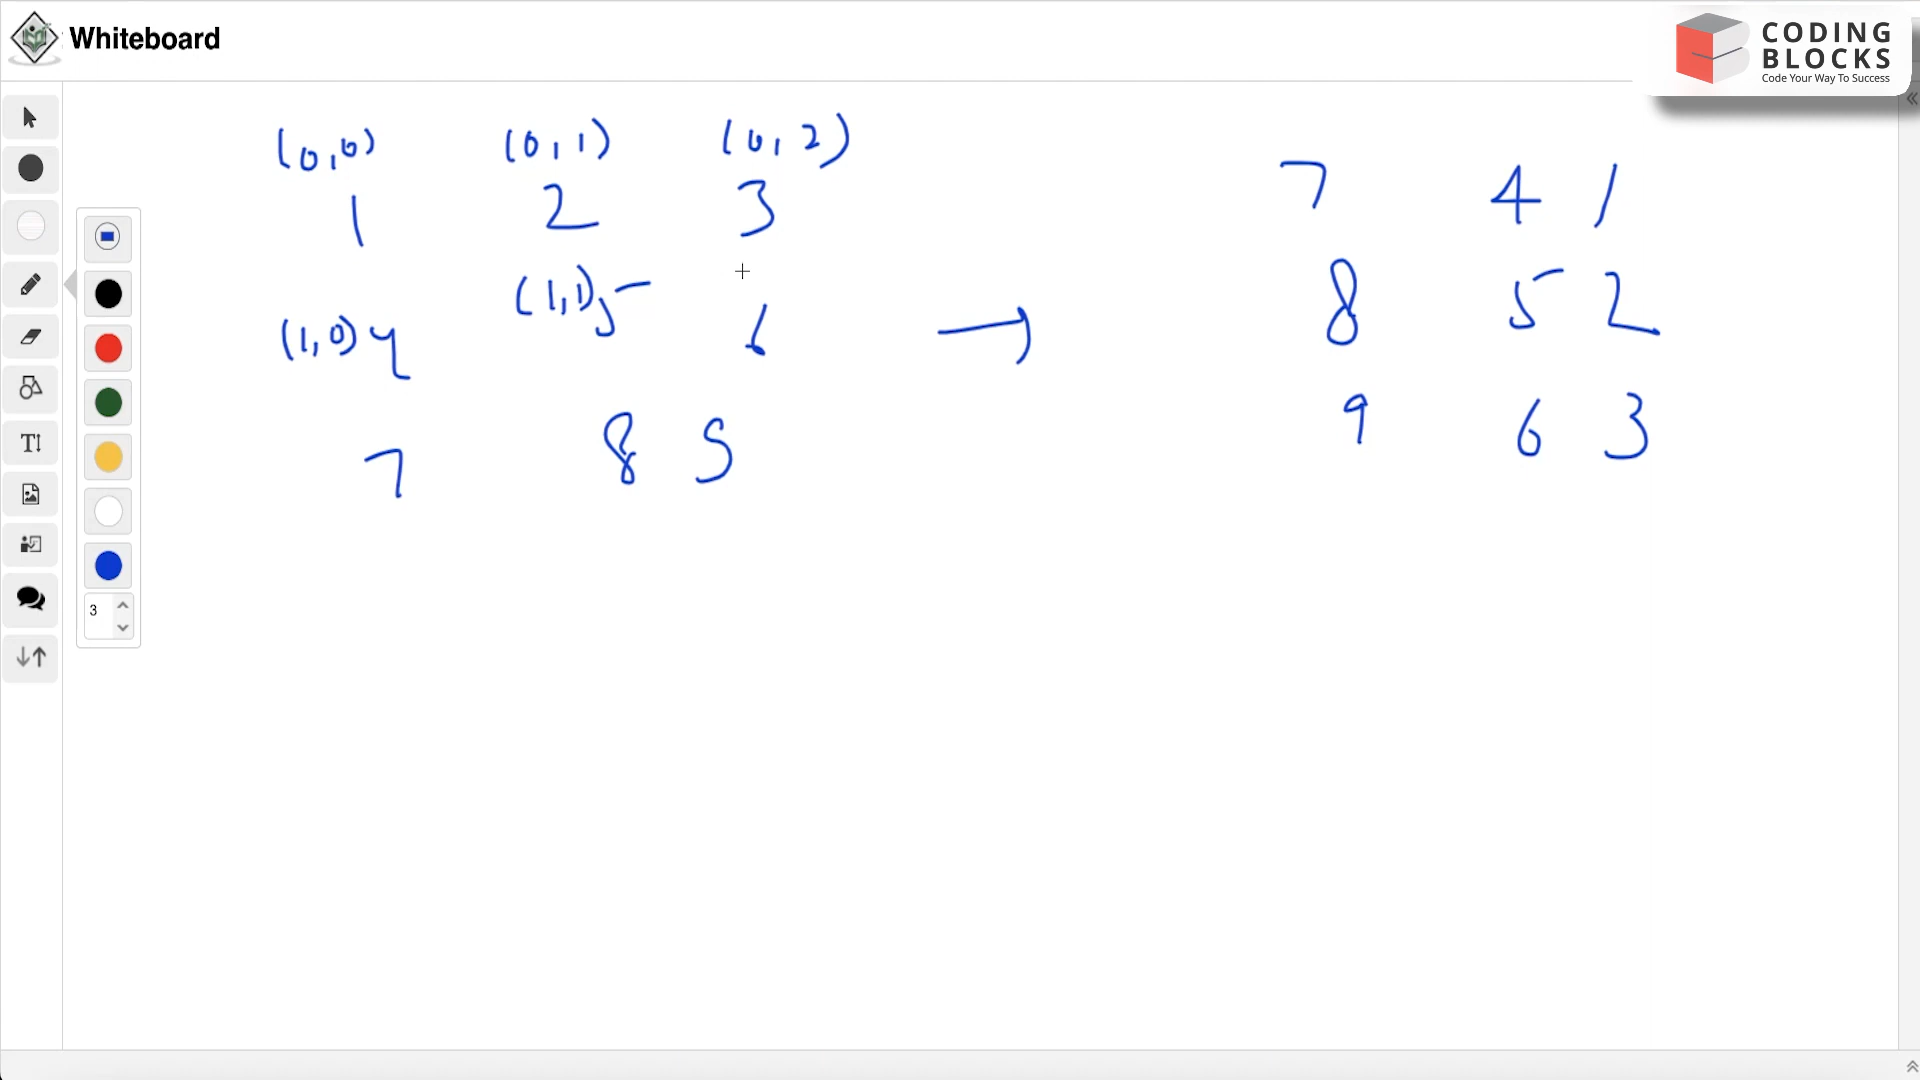 Whiteboard
CODING
BLOCKS
Code Your Way To Success
(0,0) (0,1) (0,2)
1 2 3
(1,0) 4 (1,1) 5 6
7 8 9
7 4 1
8 5 2
9 6 3
T
3